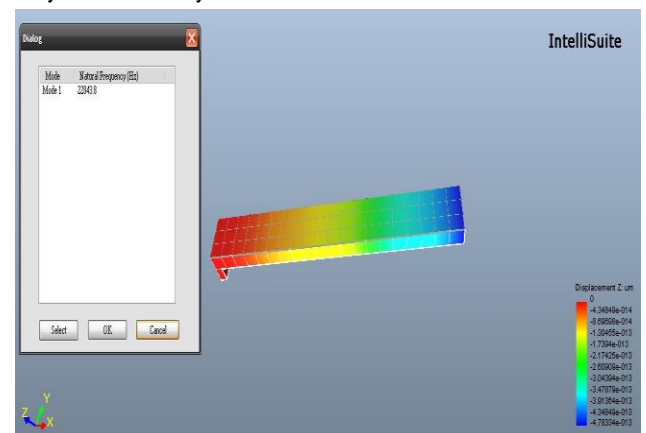 Dialog
IntelliSuite
Mode Natural Frequency (Hz)
Mode 1 22843.8
Displacement Z: um
0
-4.34849e-014
-8.69698e-014
-1.30455e-013
-1.7394e-013
-2.17425e-013
-2.60909e-013
-3.04394e-013
-3.47879e-013
-3.91364e-013
-4.34849e-013
-4.78334e-013
Select OK Cancel
Y
Z
X